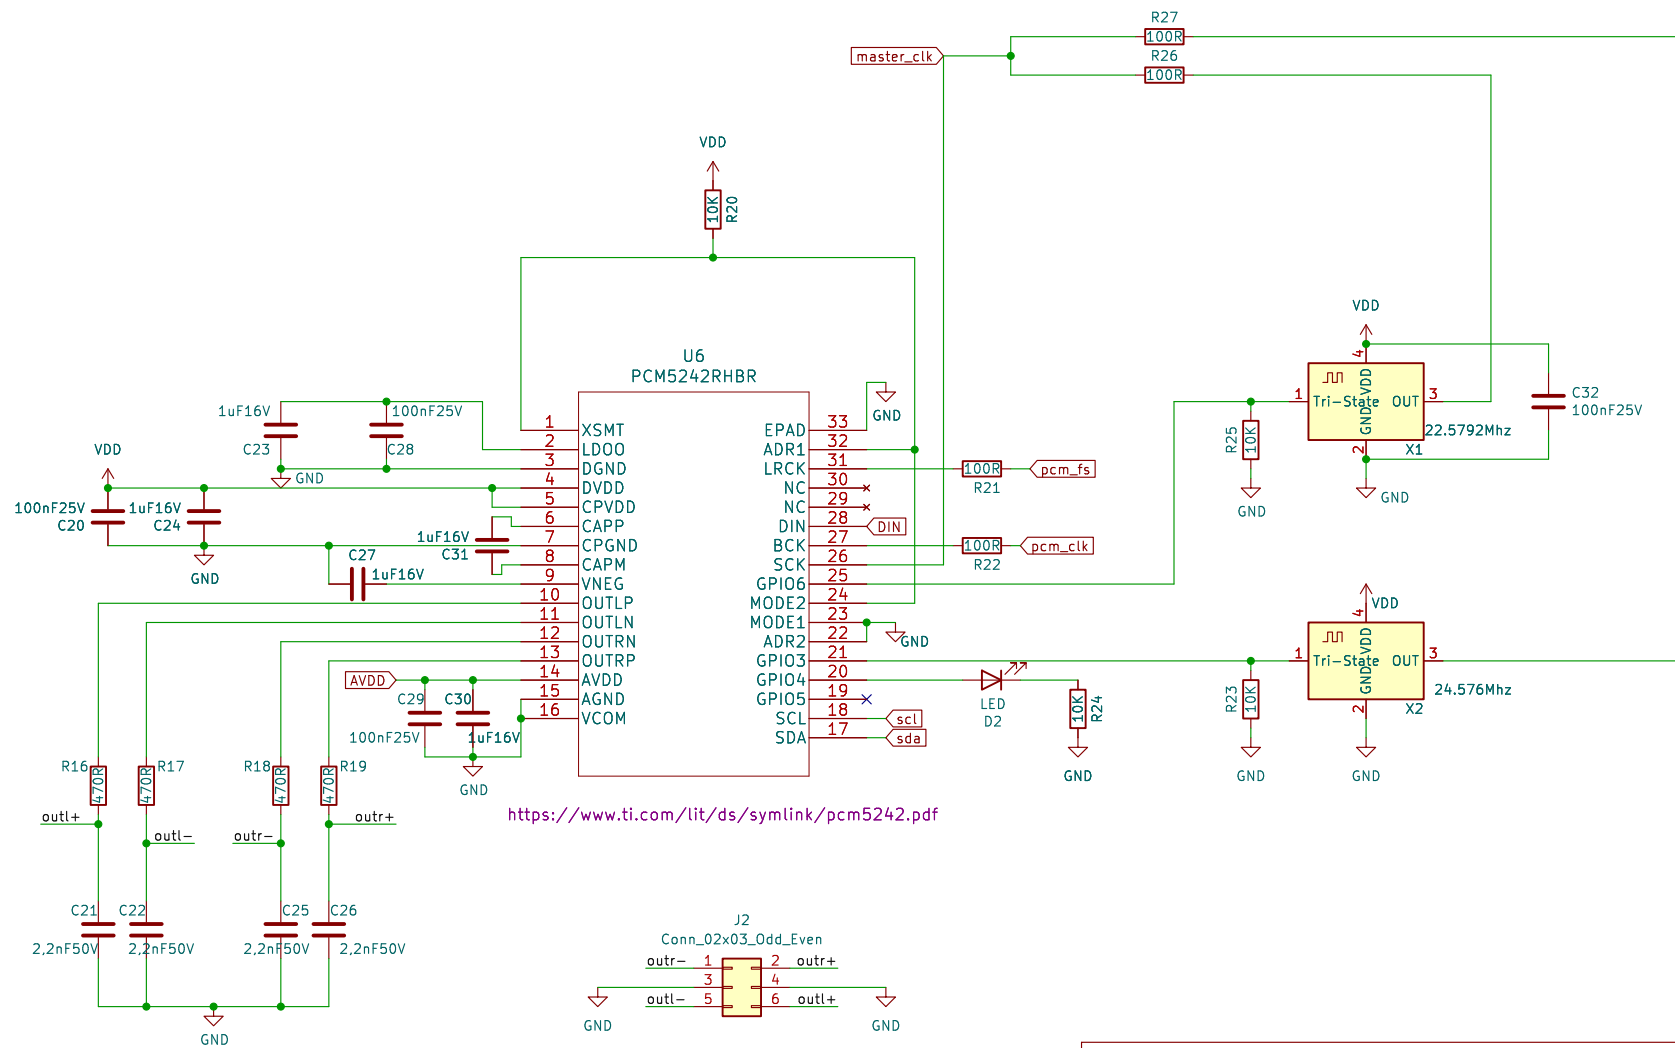 R27
100R
master_clk
R26
100R
VDD
10K
R20
VDD
U6
PCM5242RHBR
4
VDD
C32
100nF25V
1
Tri-State
OUT
3
GND
2
22.5792Mhz
X1
R25
10K
GND
GND
1uF16V
100nF25V
C23
C28
GND
VDD
GND
100nF25V
C20
1uF16V
C24
GND
1uF16V
C31
C27
1uF16V
1
XSMT
2
LDOO
3
DGND
4
DVDD
5
CPVDD
6
CAPP
7
CPGND
8
CAPM
9
VNEG
10
OUTLP
11
OUTLN
12
OUTRN
13
OUTRP
14
AVDD
15
AGND
16
VCOM
EPAD
33
ADR1
32
LRCK
31
NC
30
NC
29
DIN
28
BCK
27
SCK
26
GPIO6
25
MODE2
24
MODE1
23
ADR2
22
GPIO3
21
GPIO4
20
GPIO5
19
SCL
18
SDA
17
100R
R21
pcm_fs
DIN
100R
R22
pcm_clk
GND
VDD
4
VDD
1
Tri-State
OUT
3
GND
2
24.576Mhz
X2
R23
10K
GND
GND
LED
D2
10K
R24
GND
scl
sda
AVDD
C29
C30
100nF25V
1uF16V
GND
R16
470R
R17
470R
R18
470R
R19
470R
outl+
outl-
outr-
outr+
https://www.ti.com/lit/ds/symlink/pcm5242.pdf
C21
C22
C25
C26
2,2nF50V
2,2nF50V
2,2nF50V
2,2nF50V
GND
J2
Conn_02x03_Odd_Even
outr-
1
2
outr+
3
4
outl-
5
6
outl+
GND
GND